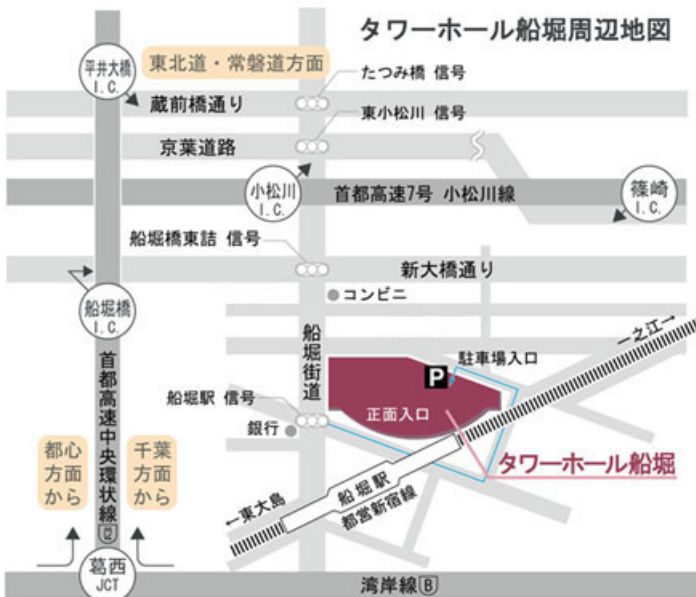 タワーホール船堀周辺地図
平井大橋
I.C.
東北道・常磐道方面
たつみ橋 信号
蔵前橋通り
東小松川 信号
京葉道路
小松川
I.C.
首都高速7号 小松川線
篠崎
I.C.
船堀橋東詰 信号
新大橋通り
船堀橋
I.C.
コンビニ
船堀街道
一之江→
駐車場入口
P
首都高速中央環状線
C2
船堀駅 信号
正面入口
銀行
都心
方面
から
千葉
方面
から
タワーホール船堀
船堀駅
都営新宿線
←東大島
葛西
JCT
湾岸線 B